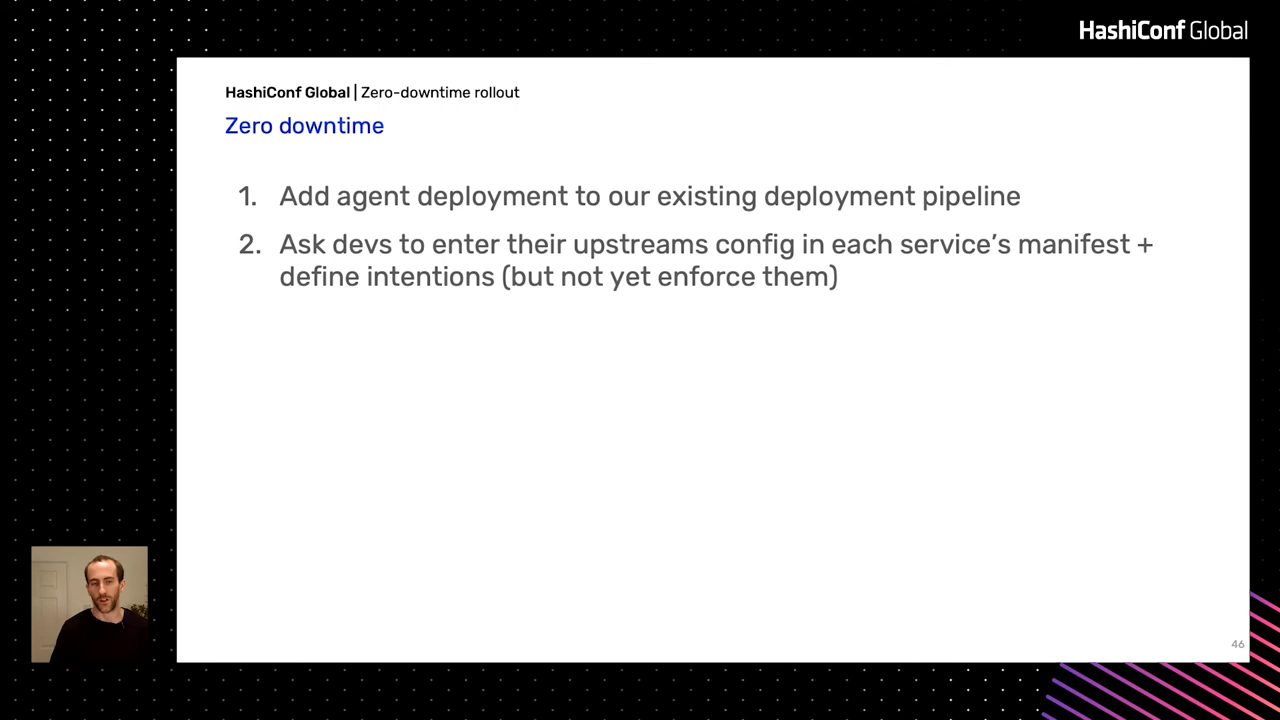 HashiConf Global
HashiConf Global | Zero-downtime rollout
Zero downtime
1. Add agent deployment to our existing deployment pipeline
2. Ask devs to enter their upstreams config in each service’s manifest +
define intentions (but not yet enforce them)
46